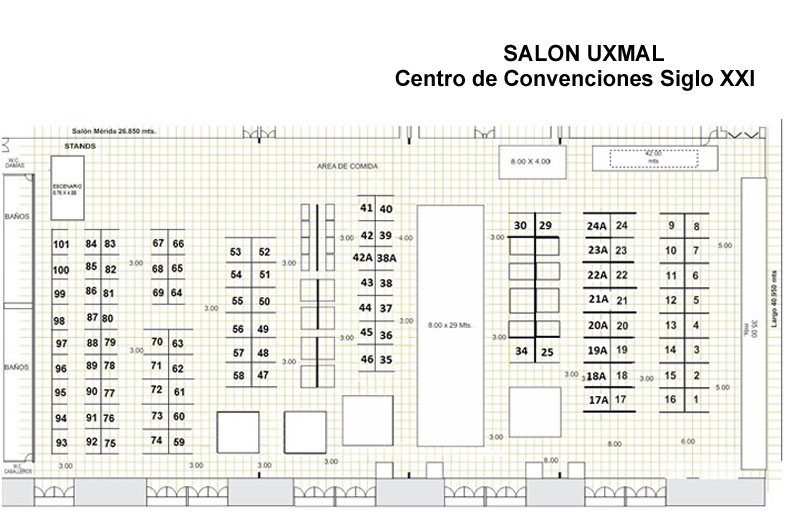 SALON UXMAL
Centro de Convenciones Siglo XXI
Salón Mérida 26.850 mts.
STANDS
W.C.
DAMAS
AREA DE COMIDA
8.00 X 4.00
42.00
mts
ESCENARIO
BAÑOS
BAÑOS
W.C.
CABALLEROS
101
100
99
98
97
96
95
94
93
84 83
85 82
86 81
87 80
88 79
89 78
90 77
91 76
92 75
67 66
68 65
69 64
70 63
71 62
72 61
73 60
74 59
53 52
54 51
55 50
56 49
57 48
58 47
41 40
42 39
42A 38A
43 38
44 37
45 36
46 35
8.00 x 29 Mts.
30 29
34 25
24A 24
23A 23
22A 22
21A 21
20A 20
19A 19
18A 18
17A 17
9 8
10 7
11 6
12 5
13 4
14 3
15 2
16 1
35.00
mts.
Largo 40.950 mts
3.00
3.00
3.00
3.00
3.00
3.00
4.00
3.00
3.00
3.00
3.00
3.00
3.00
3.00
3.00
5.00
5.00
6.00
8.00
8.00
3.00
3.00
3.00